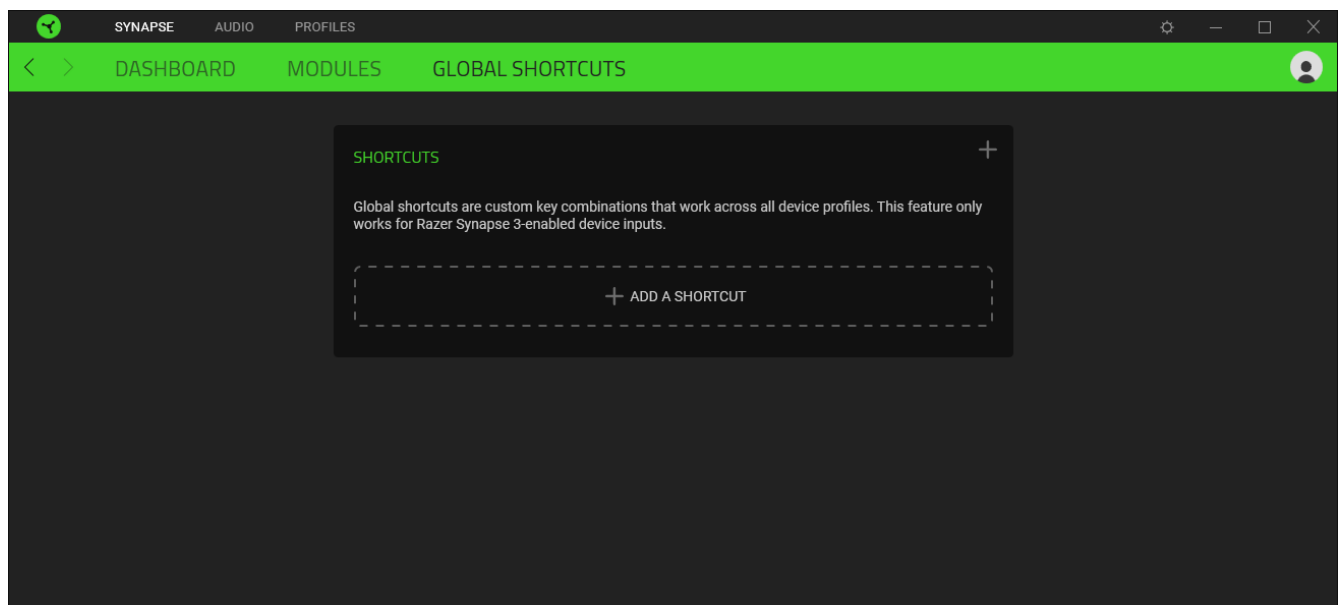 SYNAPSE AUDIO PROFILES
DASHBOARD MODULES GLOBAL SHORTCUTS
SHORTCUTS
Global shortcuts are custom key combinations that work across all device profiles. This feature only
works for Razer Synapse 3-enabled device inputs.
ADD A SHORTCUT